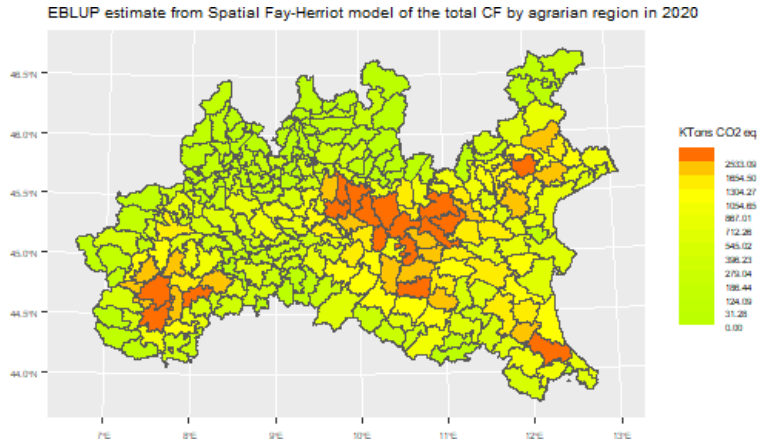 EBLUP estimate from Spatial Fay-Herriot model of the total CF by agrarian region in 2020
46.5°N
46.0°N
45.5°N
45.0°N
44.5°N
44.0°N
7°E
8°E
9°E
10°E
11°E
12°E
13°E
KTons CO2 eq
2533.09
1654.50
1304.27
1054.65
867.01
712.26
545.02
396.23
279.04
186.44
124.09
31.28
0.00